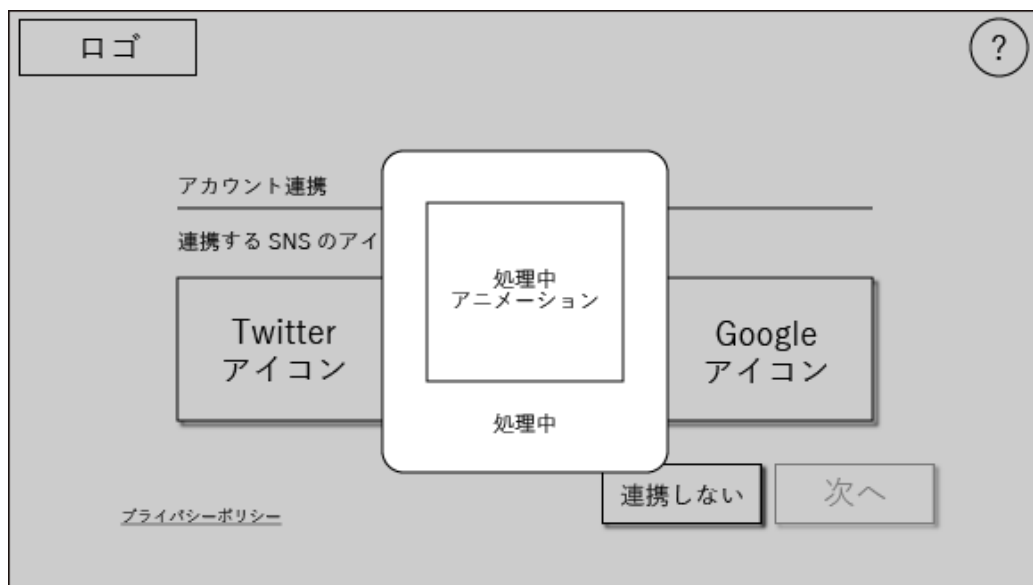 ロゴ
?
アカウント連携
連携する SNS のアイ
Twitter
アイコン
処理中
アニメーション
処理中
Google
アイコン
連携しない
次へ
プライバシーポリシー